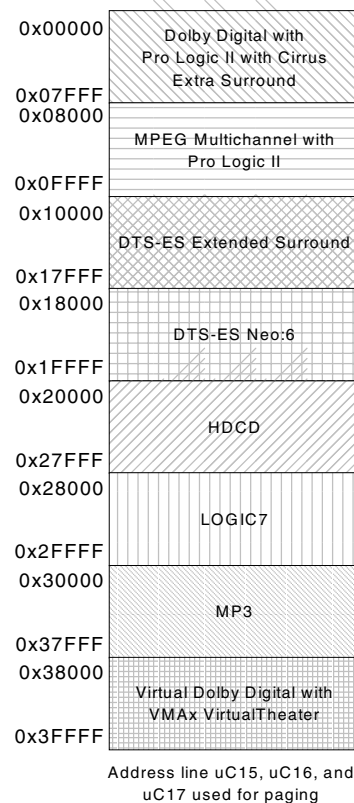 0x00000
Dolby Digital with
Pro Logic II with Cirrus
Extra Surround
0x07FFF
0x08000
MPEG Multichannel with
Pro Logic II
0x0FFFF
0x10000
DTS-ES Extended Surround
0x17FFF
0x18000
DTS-ES Neo:6
0x1FFFF
0x20000
HDCD
0x27FFF
0x28000
LOGIC7
0x2FFFF
0x30000
MP3
0x37FFF
0x38000
Virtual Dolby Digital with
VMAx VirtualTheater
0x3FFFF
Address line uC15, uC16, and
uC17 used for paging